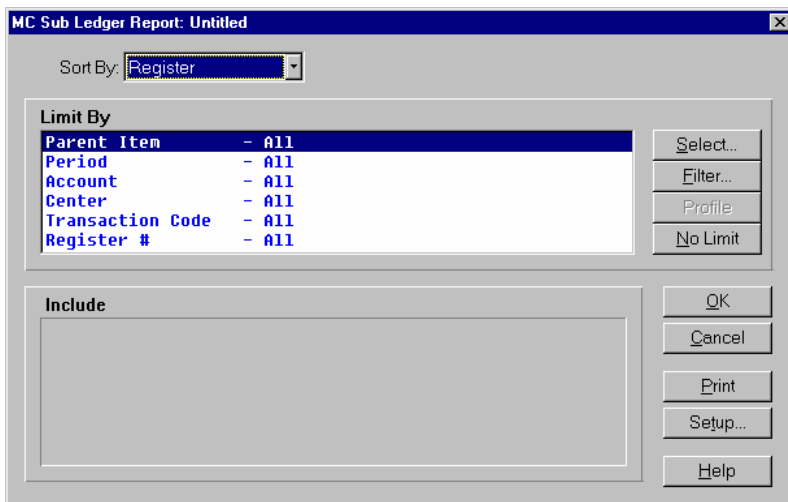 MC Sub Ledger Report: Untitled
Sort By: Register
Limit By
Parent Item - All
Period - All
Account - All
Center - All
Transaction Code - All
Register # - All
Select...
Filter...
Profile
No Limit
Include
OK
Cancel
Print
Setup...
Help